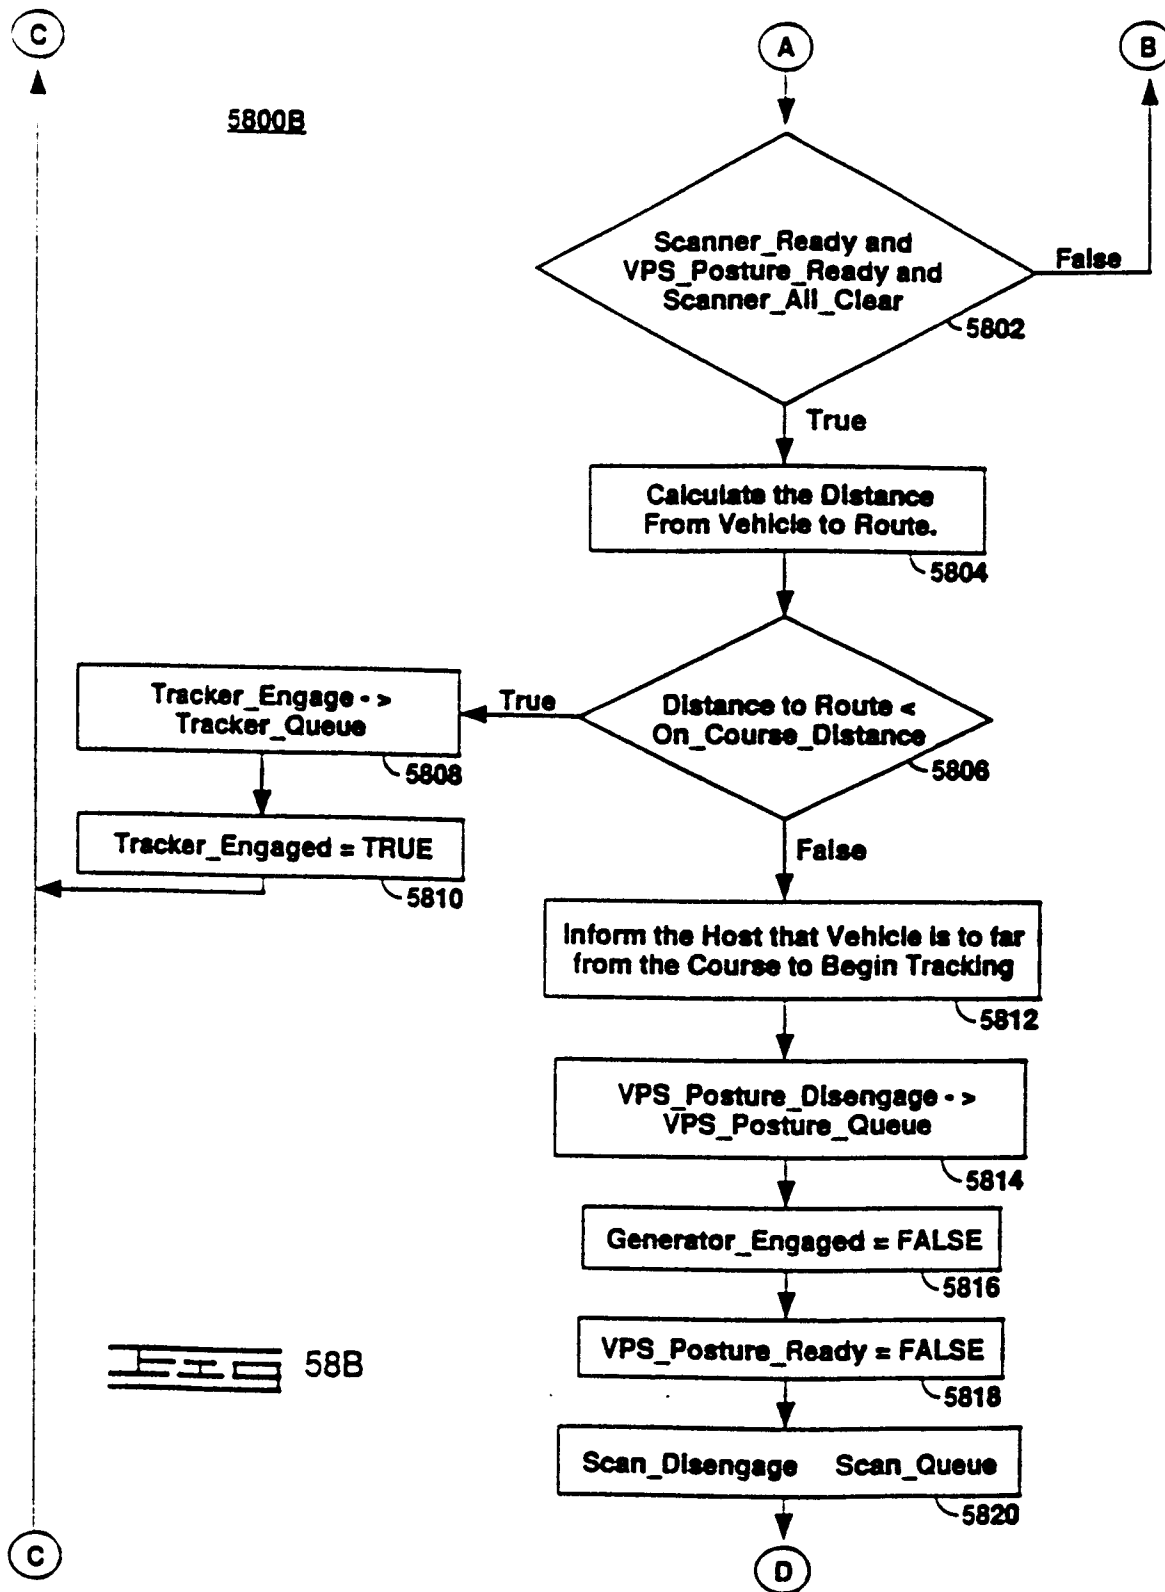 C
A
B
5800B
Scanner_Ready and
VPS_Posture_Ready and
Scanner_All_Clear
False
5802
True
Calculate the Distance
From Vehicle to Route.
5804
Distance to Route <
On_Course_Distance
5806
True
Tracker_Engage - >
Tracker_Queue
5808
Tracker_Engaged = TRUE
5810
False
Inform the Host that Vehicle is to far
from the Course to Begin Tracking
5812
VPS_Posture_Disengage - >
VPS_Posture_Queue
5814
Generator_Engaged = FALSE
5816
VPS_Posture_Ready = FALSE
5818
58B
Scan_Disengage Scan_Queue
5820
C
D